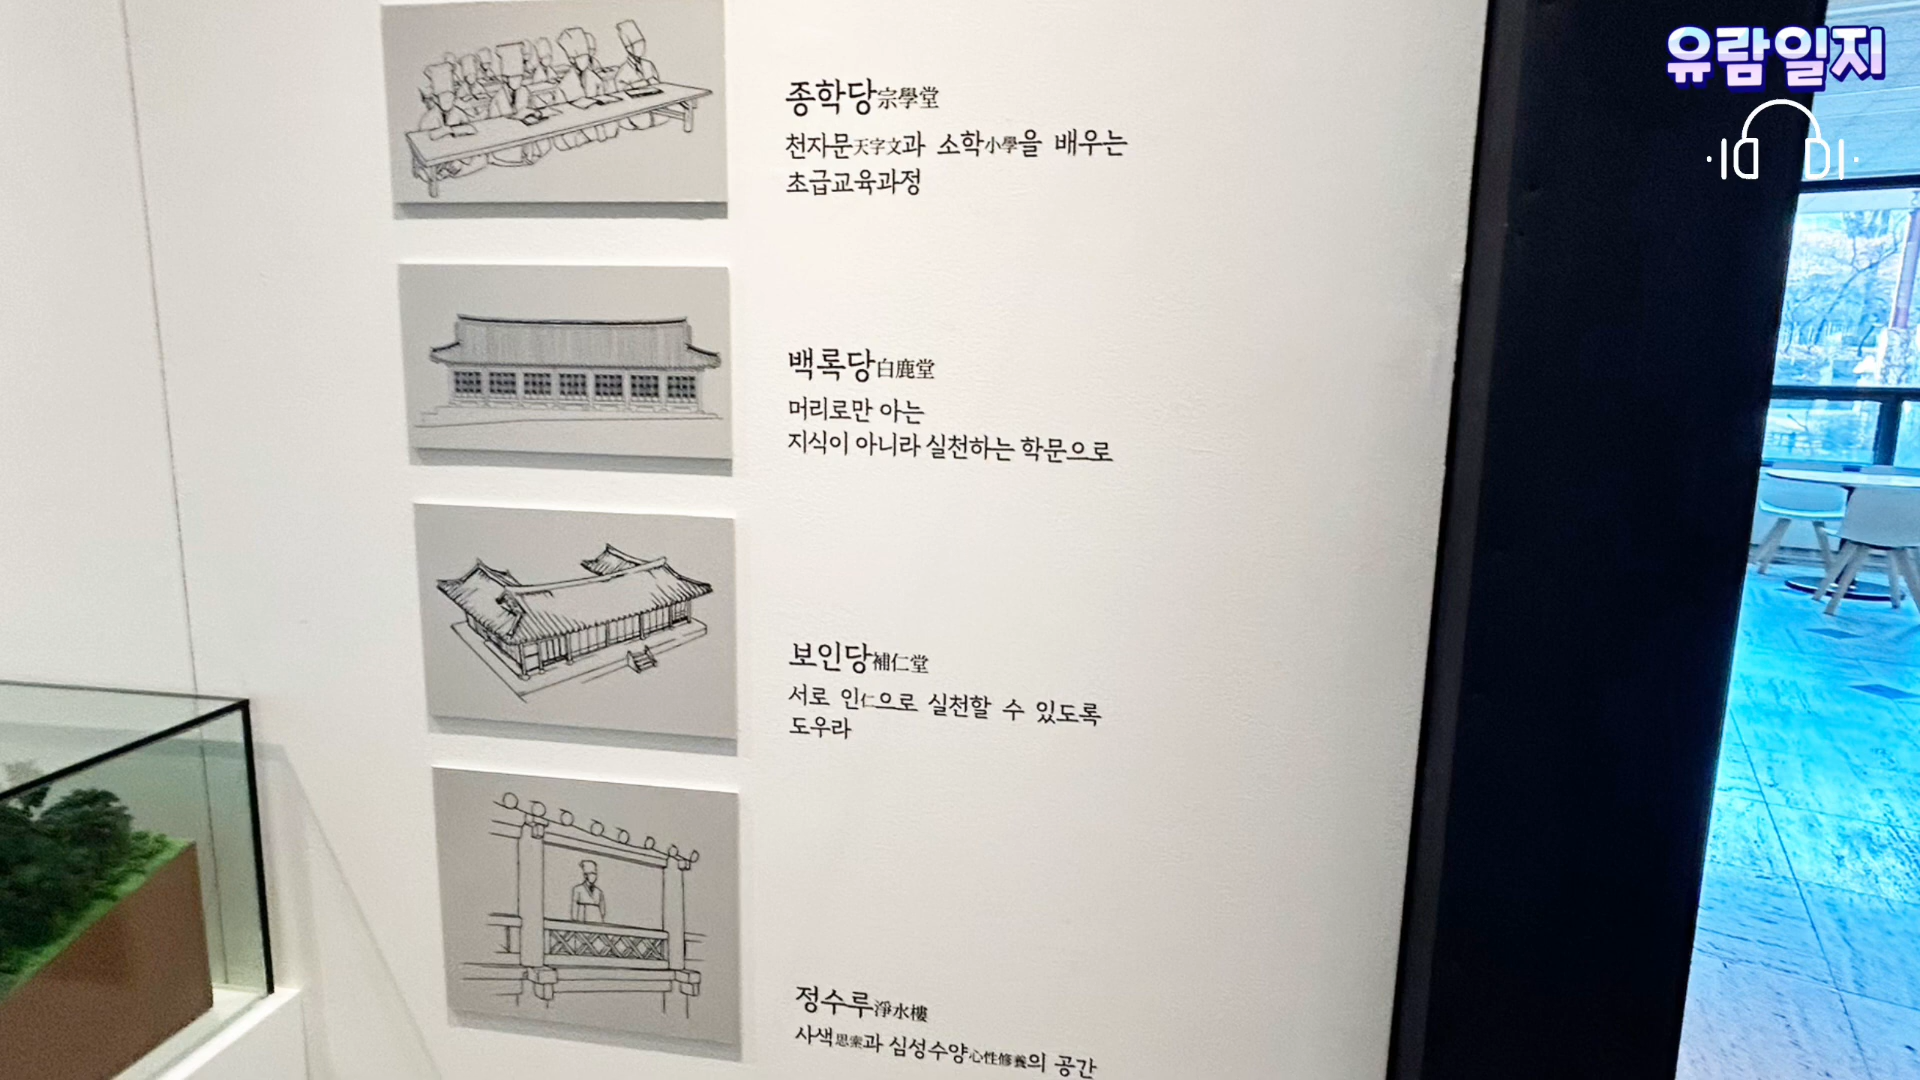 유람일지
종학당宗學堂
천자문天字文과 소학小學을 배우는
초급교육과정
백록당白鹿堂
머리로만 아는
지식이 아니라 실천하는 학문으로
보인당補仁堂
서로 인仁으로 실천할 수 있도록
도우라
정수루淨水樓
사색思索과 심성수양心性修養의 공간